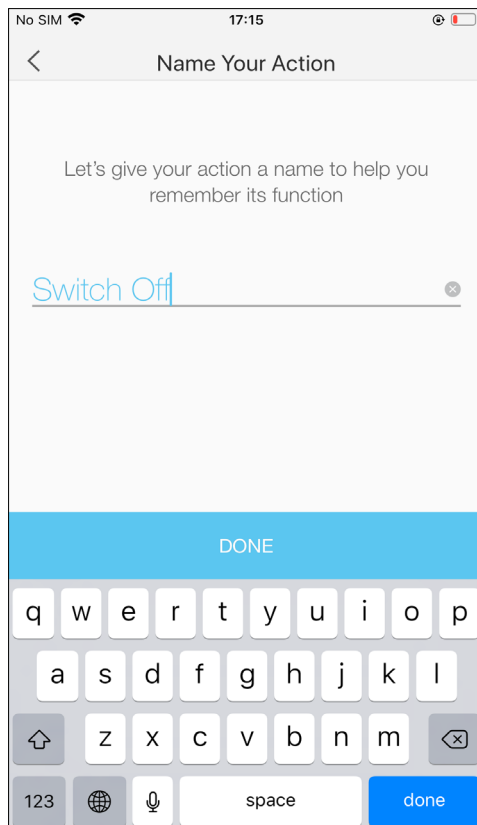 No SIM 17:15
Name Your Action
Let's give your action a name to help you
remember its function
Switch Off
DONE
q w e r t y u i o p
a s d f g h j k l
z x c v b n m
123 space done